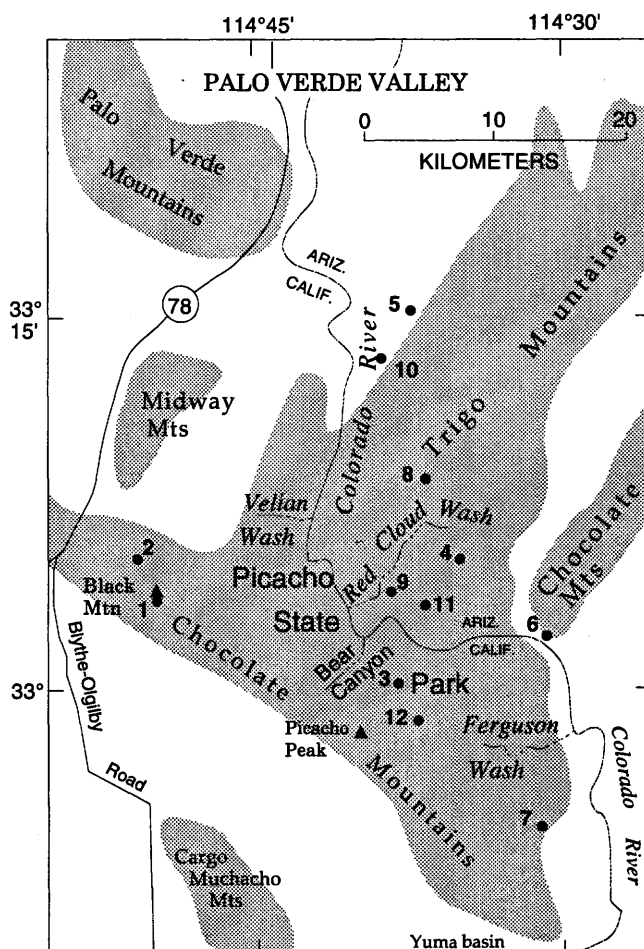 114°45'
114°30'
PALO VERDE VALLEY
0 10 20
KILOMETERS
Palo
Verde
Mountains
ARIZ.
CALIF.
78
33°
15'
5
River
10
Mountains
Midway
Mts
Colorado
Trigo
8
Velian
Wash
Red Cloud Wash
2
4
Picacho
Black
Mtn
1
9
State
11
Chocolate
Mts
6
ARIZ.
CALIF.
Chocolate
Bear
Canyon
33°
3
Park
Blythe-Olgilby
Road
12
Picacho
Peak
Ferguson
Wash
Colorado
River
Mountains
7
Cargo
Muchacho
Mts
Yuma basin